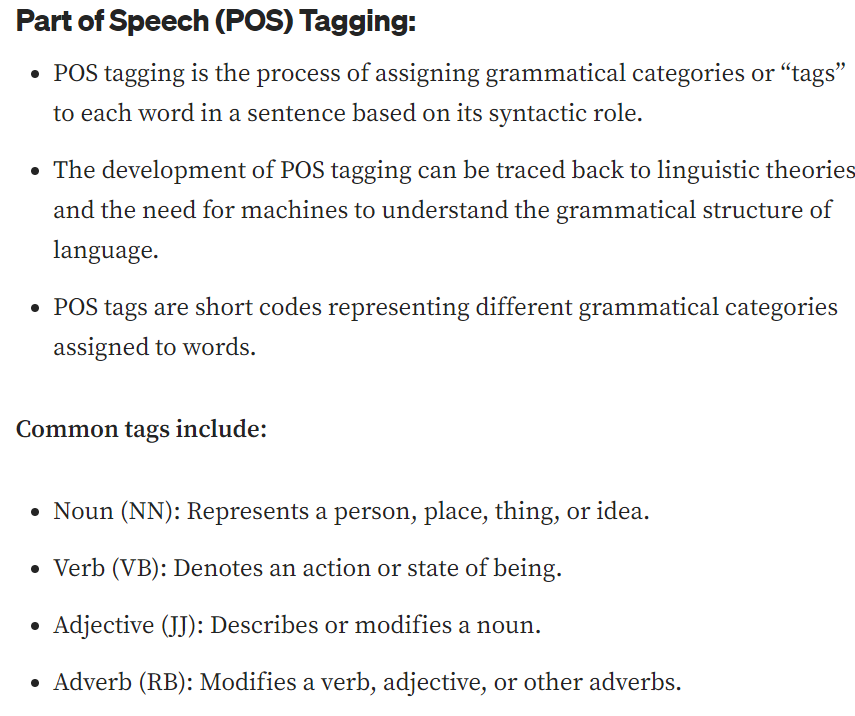 Part of Speech (POS) Tagging:
• POS tagging is the process of assigning grammatical categories or “tags”
to each word in a sentence based on its syntactic role.
• The development of POS tagging can be traced back to linguistic theories
and the need for machines to understand the grammatical structure of
language.
• POS tags are short codes representing different grammatical categories
assigned to words.
Common tags include:
• Noun (NN): Represents a person, place, thing, or idea.
• Verb (VB): Denotes an action or state of being.
• Adjective (JJ): Describes or modifies a noun.
• Adverb (RB): Modifies a verb, adjective, or other adverbs.